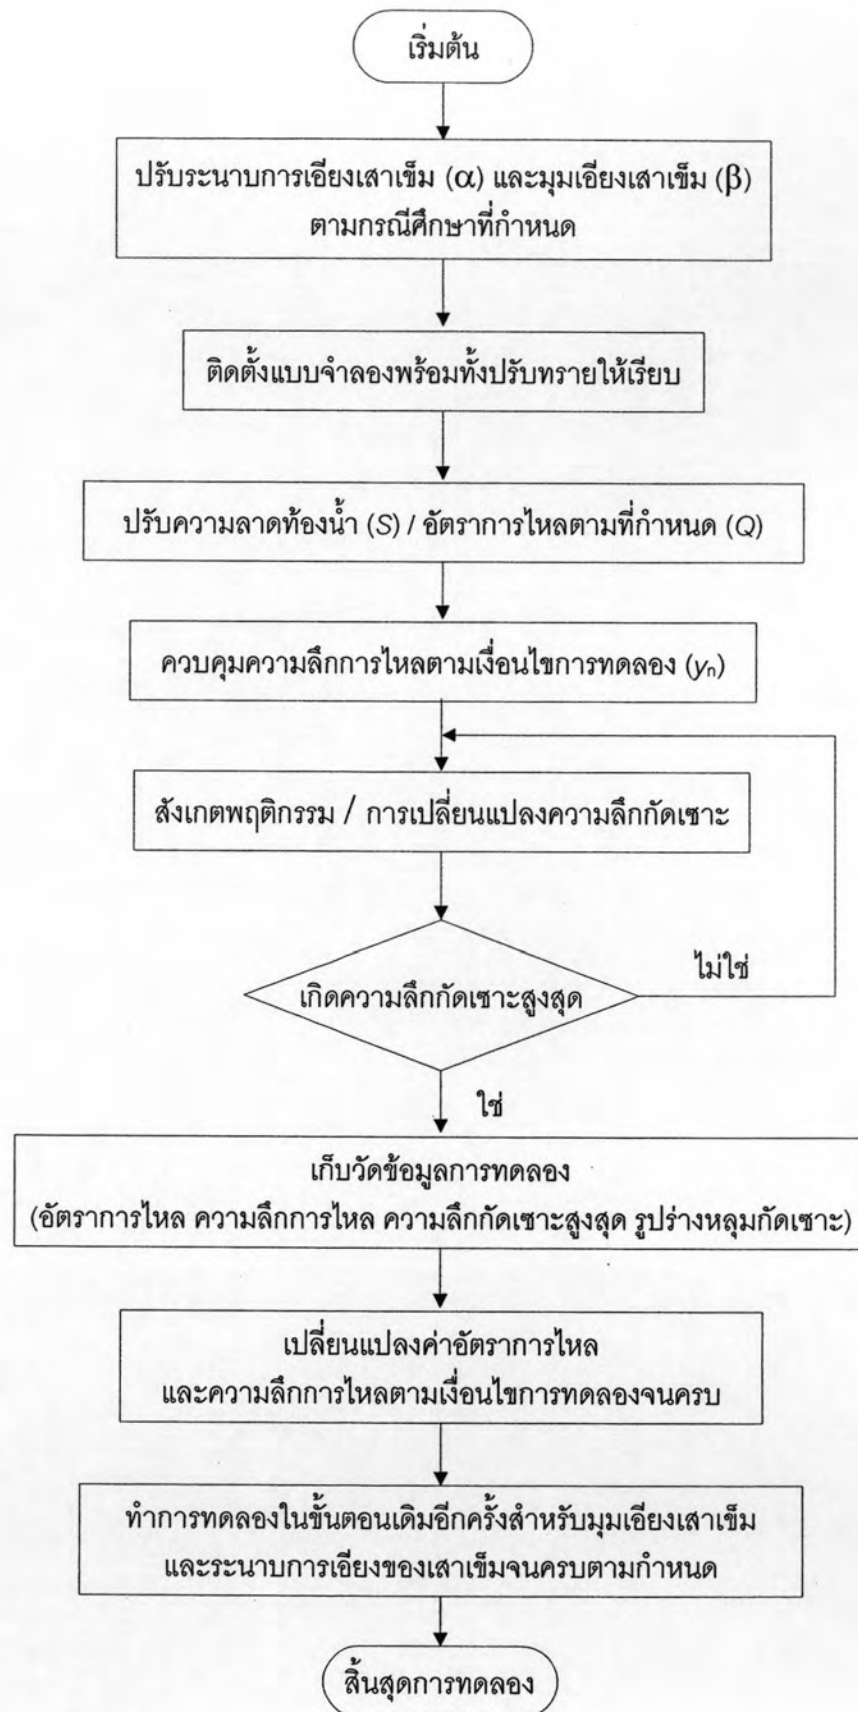 เริ่มต้น
ปรับระนาบการเอียงเสาเข็ม (α) และมุมเอียงเสาเข็ม (β)
ตามกรณีศึกษาที่กำหนด
ติดตั้งแบบจำลองพร้อมทั้งปรับทรายให้เรียบ
ปรับความลาดท้องน้ำ (S) / อัตราการไหลตามที่กำหนด (Q)
ควบคุมความลึกการไหลตามเงื่อนไขการทดลอง (yn)
สังเกตพฤติกรรม / การเปลี่ยนแปลงความลึกกัดเซาะ
ไม่ใช่
เกิดความลึกกัดเซาะสูงสุด
ใช่
เก็บวัดข้อมูลการทดลอง
(อัตราการไหล ความลึกการไหล ความลึกกัดเซาะสูงสุด รูปร่างหลุมกัดเซาะ)
เปลี่ยนแปลงค่าอัตราการไหล
และความลึกการไหลตามเงื่อนไขการทดลองจนครบ
ทำการทดลองในขั้นตอนเดิมอีกครั้งสำหรับมุมเอียงเสาเข็ม
และระนาบการเอียงของเสาเข็มจนครบตามกำหนด
สิ้นสุดการทดลอง